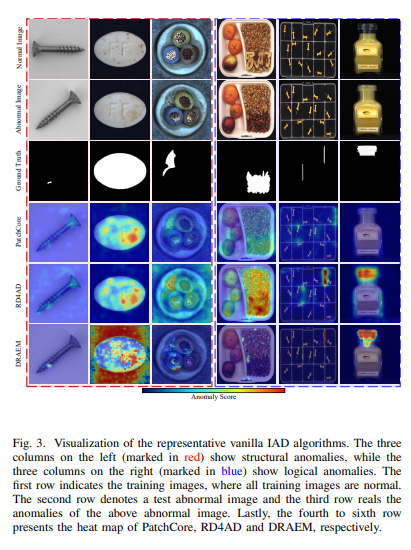 Normal Image
Abnormal Image
Ground Truth
PatchCore
RD4AD
DRAEM
FF
FF
Anomaly Score
Fig. 3. Visualization of the representative vanilla IAD algorithms. The three
columns on the left (marked in red) show structural anomalies, while the
three columns on the right (marked in blue) show logical anomalies. The
first row indicates the training images, where all training images are normal.
The second row denotes a test abnormal image and the third row reals the
anomalies of the above abnormal image. Lastly, the fourth to sixth row
presents the heat map of PatchCore, RD4AD and DRAEM, respectively.